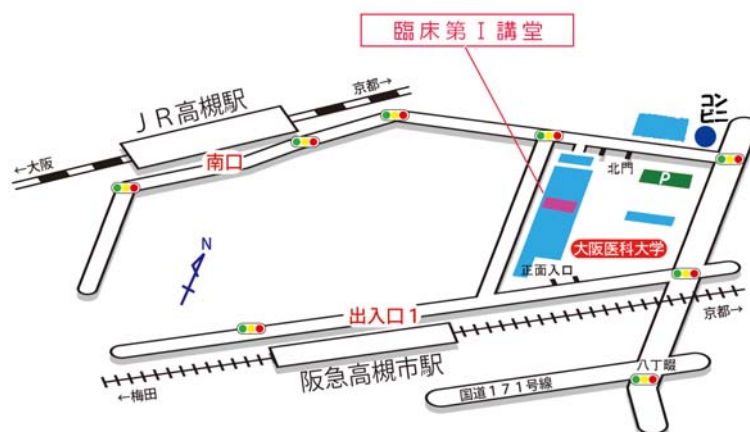 臨床第Ⅰ講堂
京都→
JR高槻駅
コンビニ
←大阪
南口
北門
P
N
大阪医科大学
正面入口
出入口1
京都→
阪急高槻市駅
←梅田
八丁畷
国道171号線